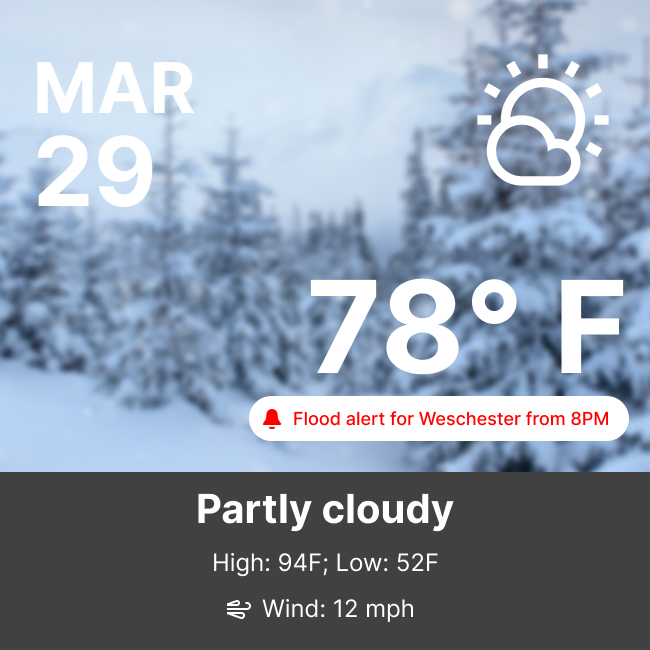 MAR
29
78° F
Flood alert for Weschester from 8PM
Partly cloudy
High: 94F; Low: 52F
Wind: 12 mph